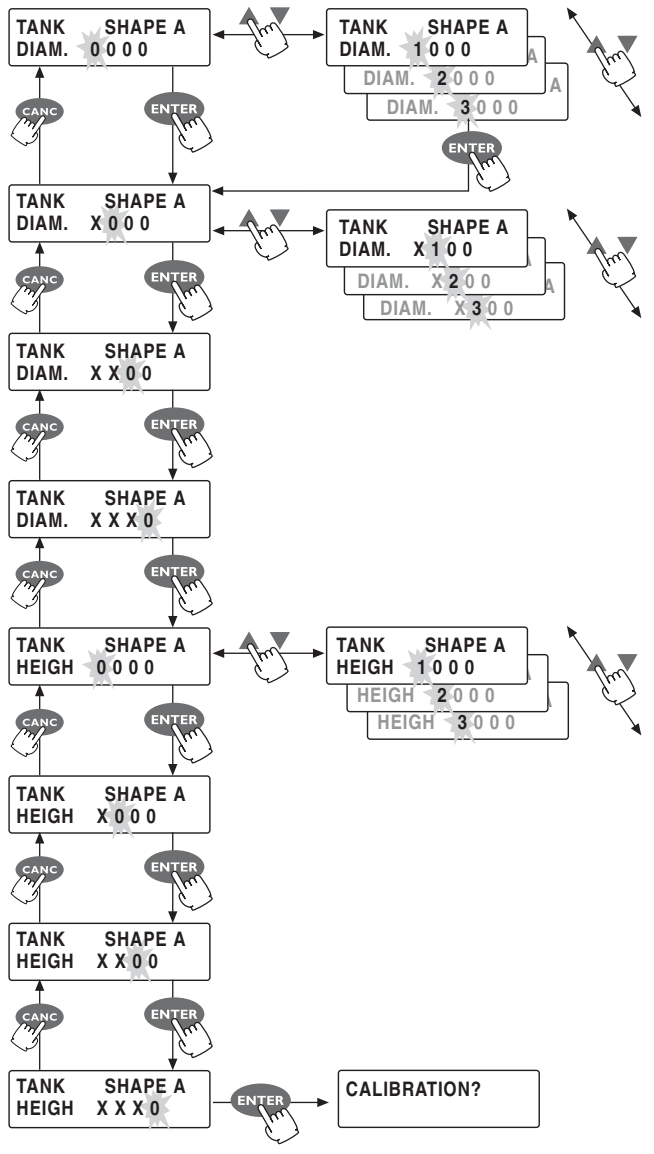 TANK SHAPE A
DIAM. 0 0 0 0
TANK SHAPE A
DIAM. 1 0 0 0
A
DIAM. 2 0 0 0
A
DIAM. 3 0 0 0
CANC
ENTER
ENTER
TANK SHAPE A
DIAM. X 0 0 0
TANK SHAPE A
DIAM. X 1 0 0
DIAM. X 2 0 0
A
DIAM. X 3 0 0
CANC
ENTER
TANK SHAPE A
DIAM. X X 0 0
CANC
ENTER
TANK SHAPE A
DIAM. X X X 0
CANC
ENTER
TANK SHAPE A
HEIGH 0 0 0 0
TANK SHAPE A
HEIGH 1 0 0 0
HEIGH 2 0 0 0
A
HEIGH 3 0 0 0
CANC
ENTER
TANK SHAPE A
HEIGH X 0 0 0
CANC
ENTER
TANK SHAPE A
HEIGH X X 0 0
CANC
ENTER
TANK SHAPE A
HEIGH X X X 0
ENTER
CALIBRATION?